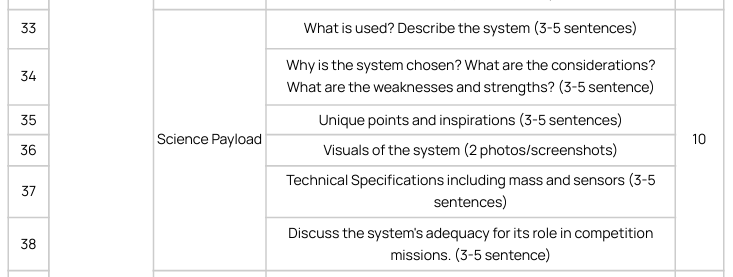 33
What is used? Describe the system (3-5 sentences)
34
Why is the system chosen? What are the considerations?
What are the weaknesses and strengths? (3-5 sentence)
35
Unique points and inspirations (3-5 sentences)
Science Payload
10
36
Visuals of the system (2 photos/screenshots)
37
Technical Specifications including mass and sensors (3-5
sentences)
38
Discuss the system's adequacy for its role in competition
missions. (3-5 sentence)